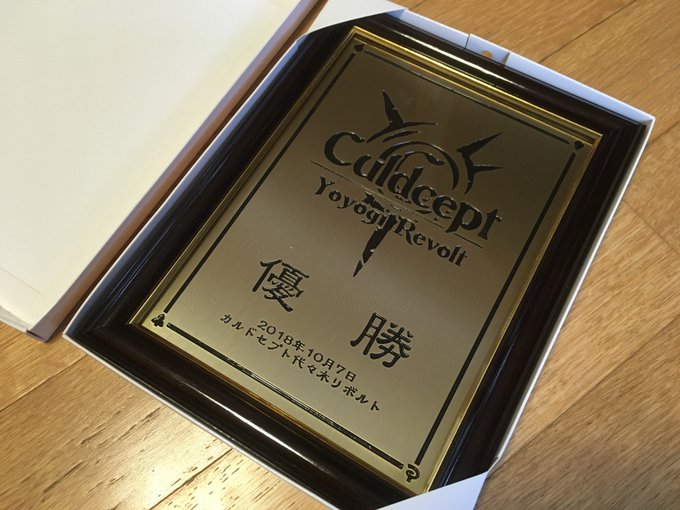 Culdcept
Yoyogi Revolt
優勝
2018年10月7日
カルドセプト代々木リボルト